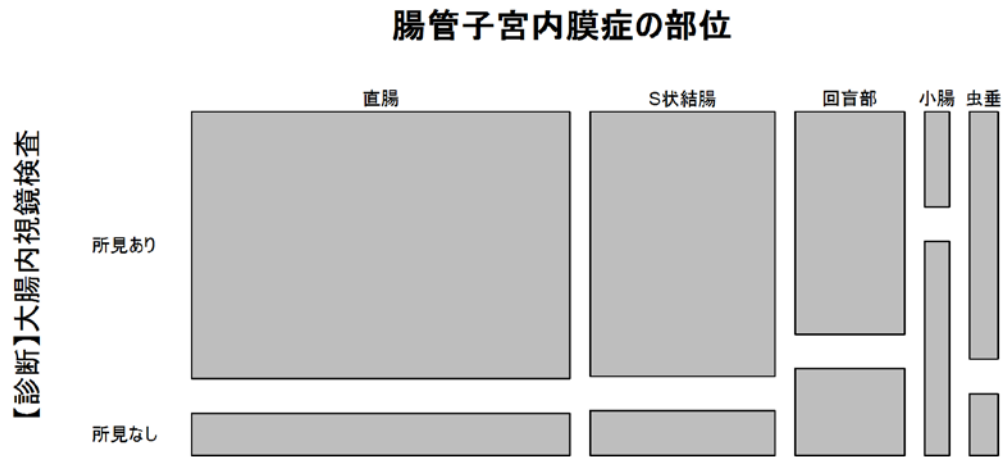 腸管子宮内膜症の部位
直腸
S状結腸
回盲部
小腸
虫垂
【診断】大腸内視鏡検査
所見あり
所見なし